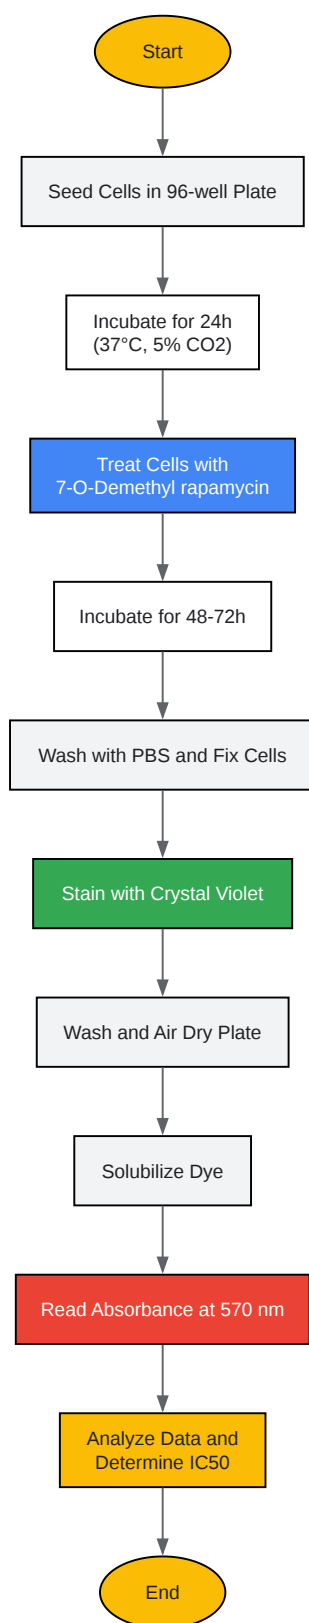 Start
Seed Cells in 96-well Plate
Incubate for 24h
(37°C, 5% CO2)
Treat Cells with
7-O-Demethyl rapamycin
Incubate for 48-72h
Wash with PBS and Fix Cells
Stain with Crystal Violet
Wash and Air Dry Plate
Solubilize Dye
Read Absorbance at 570 nm
Analyze Data and
Determine IC50
End